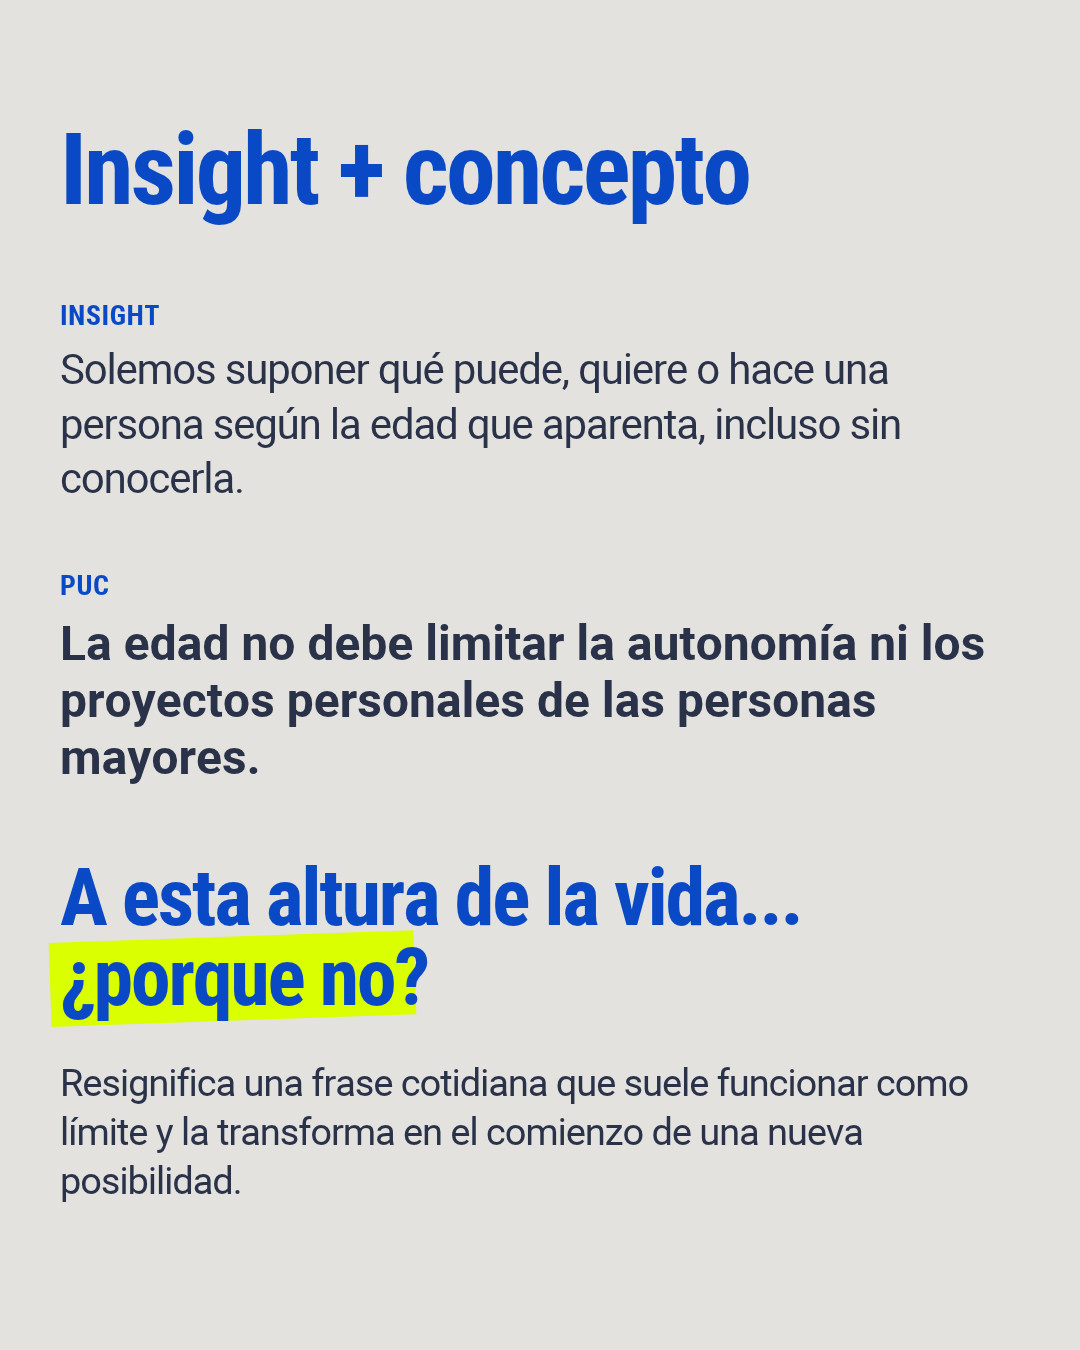 Insight + concepto
INSIGHT
Solemos suponer qué puede, quiere o hace una
persona según la edad que aparenta, incluso sin
conocerla.
PUC
La edad no debe limitar la autonomía ni los
proyectos personales de las personas
mayores.
A esta altura de la vida...
¿porque no?
Resignifica una frase cotidiana que suele funcionar como
límite y la transforma en el comienzo de una nueva
posibilidad.